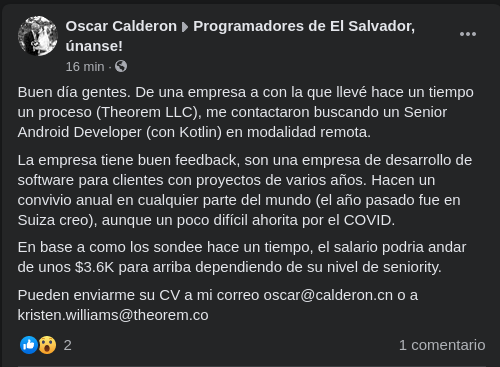 Oscar Calderon ▸ Programadores de El Salvador,
únanse!
16 min ·
Buen día gentes. De una empresa a con la que llevé hace un tiempo
un proceso (Theorem LLC), me contactaron buscando un Senior
Android Developer (con Kotlin) en modalidad remota.
La empresa tiene buen feedback, son una empresa de desarrollo de
software para clientes con proyectos de varios años. Hacen un
convivio anual en cualquier parte del mundo (el año pasado fue en
Suiza creo), aunque un poco difícil ahorita por el COVID.
En base a como los sondee hace un tiempo, el salario podria andar
de unos $3.6K para arriba dependiendo de su nivel de seniority.
Pueden enviarme su CV a mi correo oscar@calderon.cn o a
kristen.williams@theorem.co
2 1 comentario